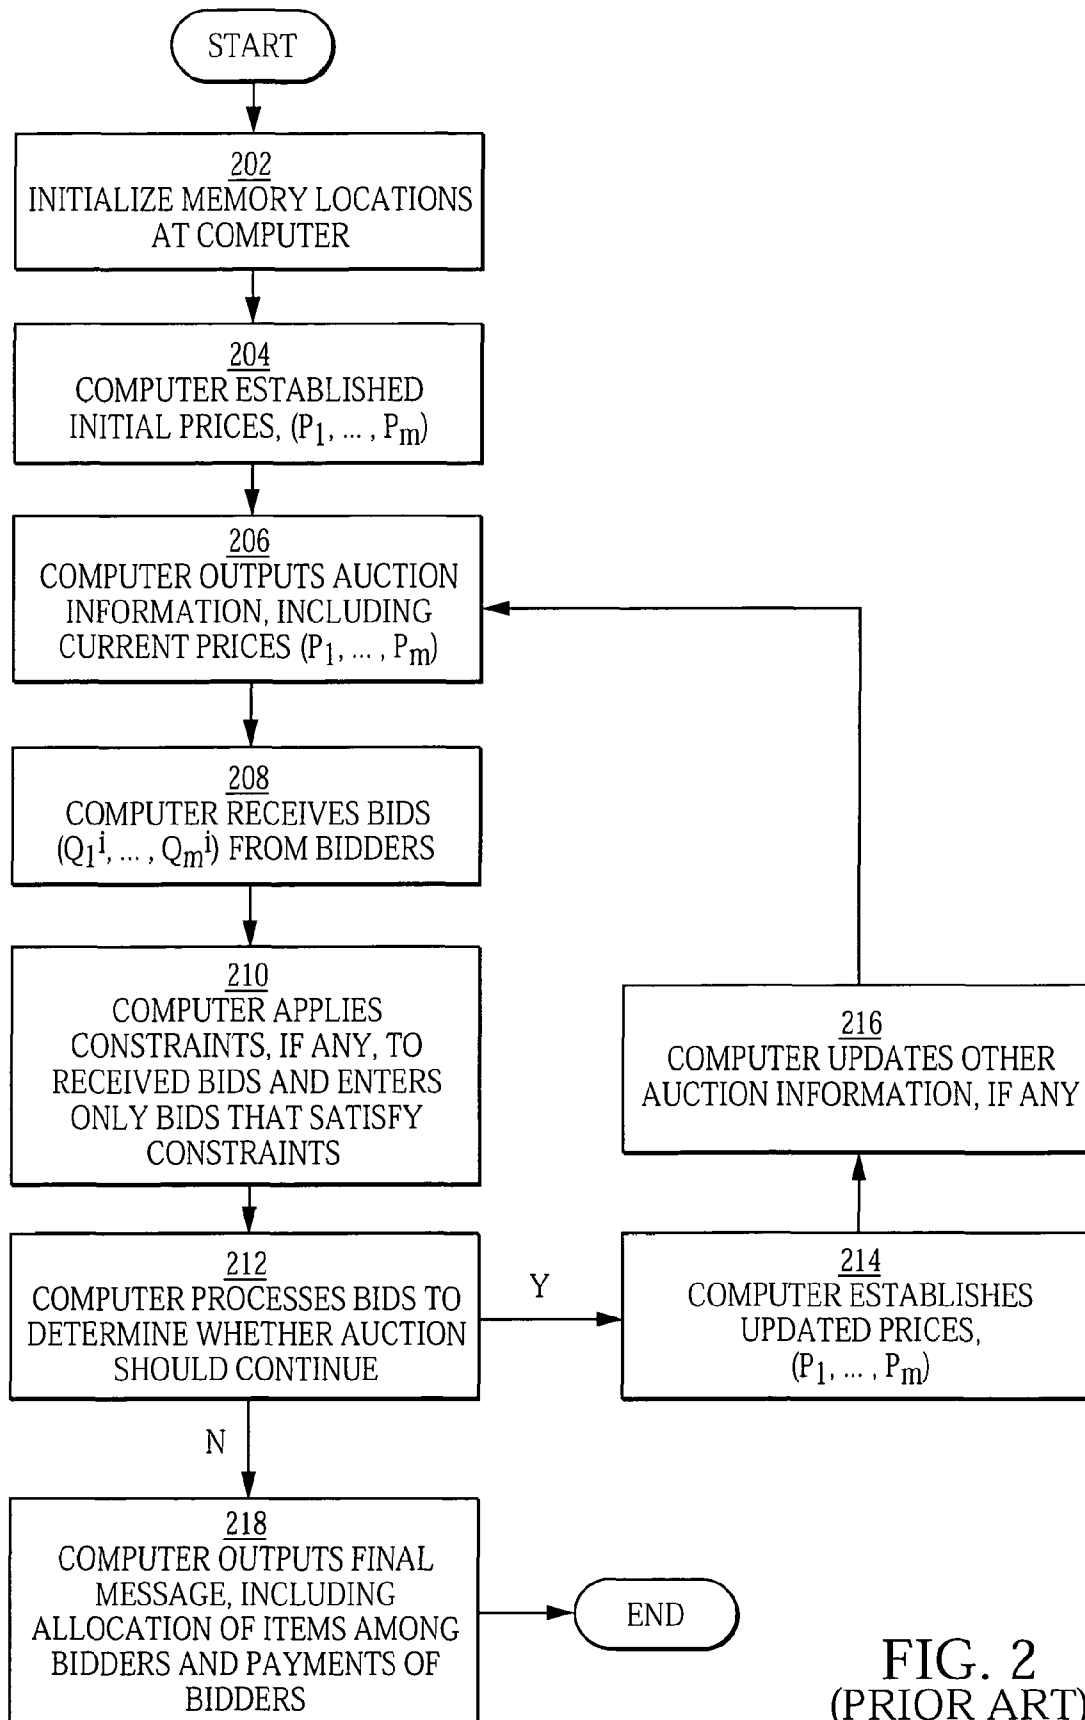 START
202
INITIALIZE MEMORY LOCATIONS
AT COMPUTER
204
COMPUTER ESTABLISHED
INITIAL PRICES, (P1, ... , Pm)
206
COMPUTER OUTPUTS AUCTION
INFORMATION, INCLUDING
CURRENT PRICES (P1, ... , Pm)
208
COMPUTER RECEIVES BIDS
(Q1i, ... , Qmi) FROM BIDDERS
210
COMPUTER APPLIES
CONSTRAINTS, IF ANY, TO
RECEIVED BIDS AND ENTERS
ONLY BIDS THAT SATISFY
CONSTRAINTS
212
COMPUTER PROCESSES BIDS TO
DETERMINE WHETHER AUCTION
SHOULD CONTINUE
Y
214
COMPUTER ESTABLISHES
UPDATED PRICES,
(P1, ... , Pm)
216
COMPUTER UPDATES OTHER
AUCTION INFORMATION, IF ANY
N
218
COMPUTER OUTPUTS FINAL
MESSAGE, INCLUDING
ALLOCATION OF ITEMS AMONG
BIDDERS AND PAYMENTS OF
BIDDERS
END
FIG. 2
(PRIOR ART)